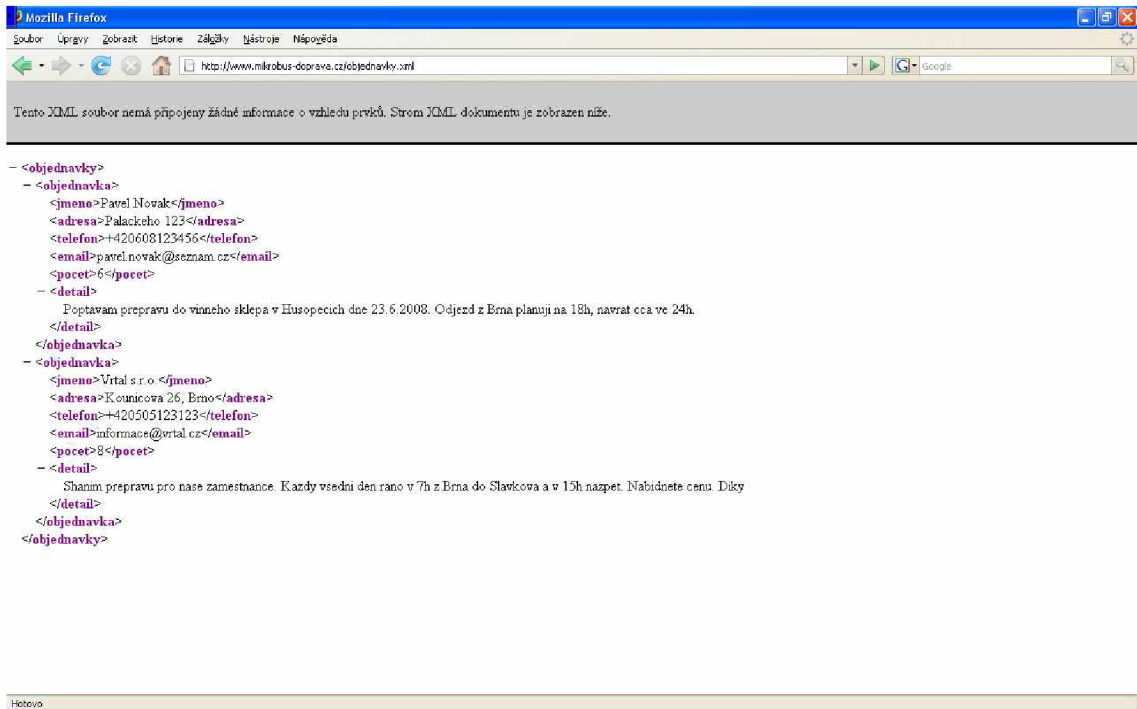 Mozilla Firefox
Soubor Úpravy Zobrazit Historie Záložky Nástroje Nápověda
http://www.mikrobus-doprava.cz/objednavky.xml
G Google
Tento XML soubor nemá připojeny žádné informace o vzhledu prvků. Strom XML dokumentu je zobrazen níže.
− <objednavky>
− <objednavka>
<jmeno>Pavel Novak</jmeno>
<adresa>Palackeho 123</adresa>
<telefon>+420608123456</telefon>
<email>pavel.novak@seznam.cz</email>
<pocet>6</pocet>
− <detail>
Poptavam prepravu do vinneho sklepa v Husopecich dne 23.6.2008. Odjezd z Brna planuji na 18h, navrat cca ve 24h.
</detail>
</objednavka>
− <objednavka>
<jmeno>Vrtal s.r.o.</jmeno>
<adresa>Kounicova 26, Brno</adresa>
<telefon>+420505123123</telefon>
<email>informace@vrtal.cz</email>
<pocet>8</pocet>
− <detail>
Shanim prepravu pro nase zamestnance. Kazdy vsedni den rano v 7h z Brna do Slavkova a v 15h nazpet. Nabidnete cenu. Diky
</detail>
</objednavka>
</objednavky>
Hotovo